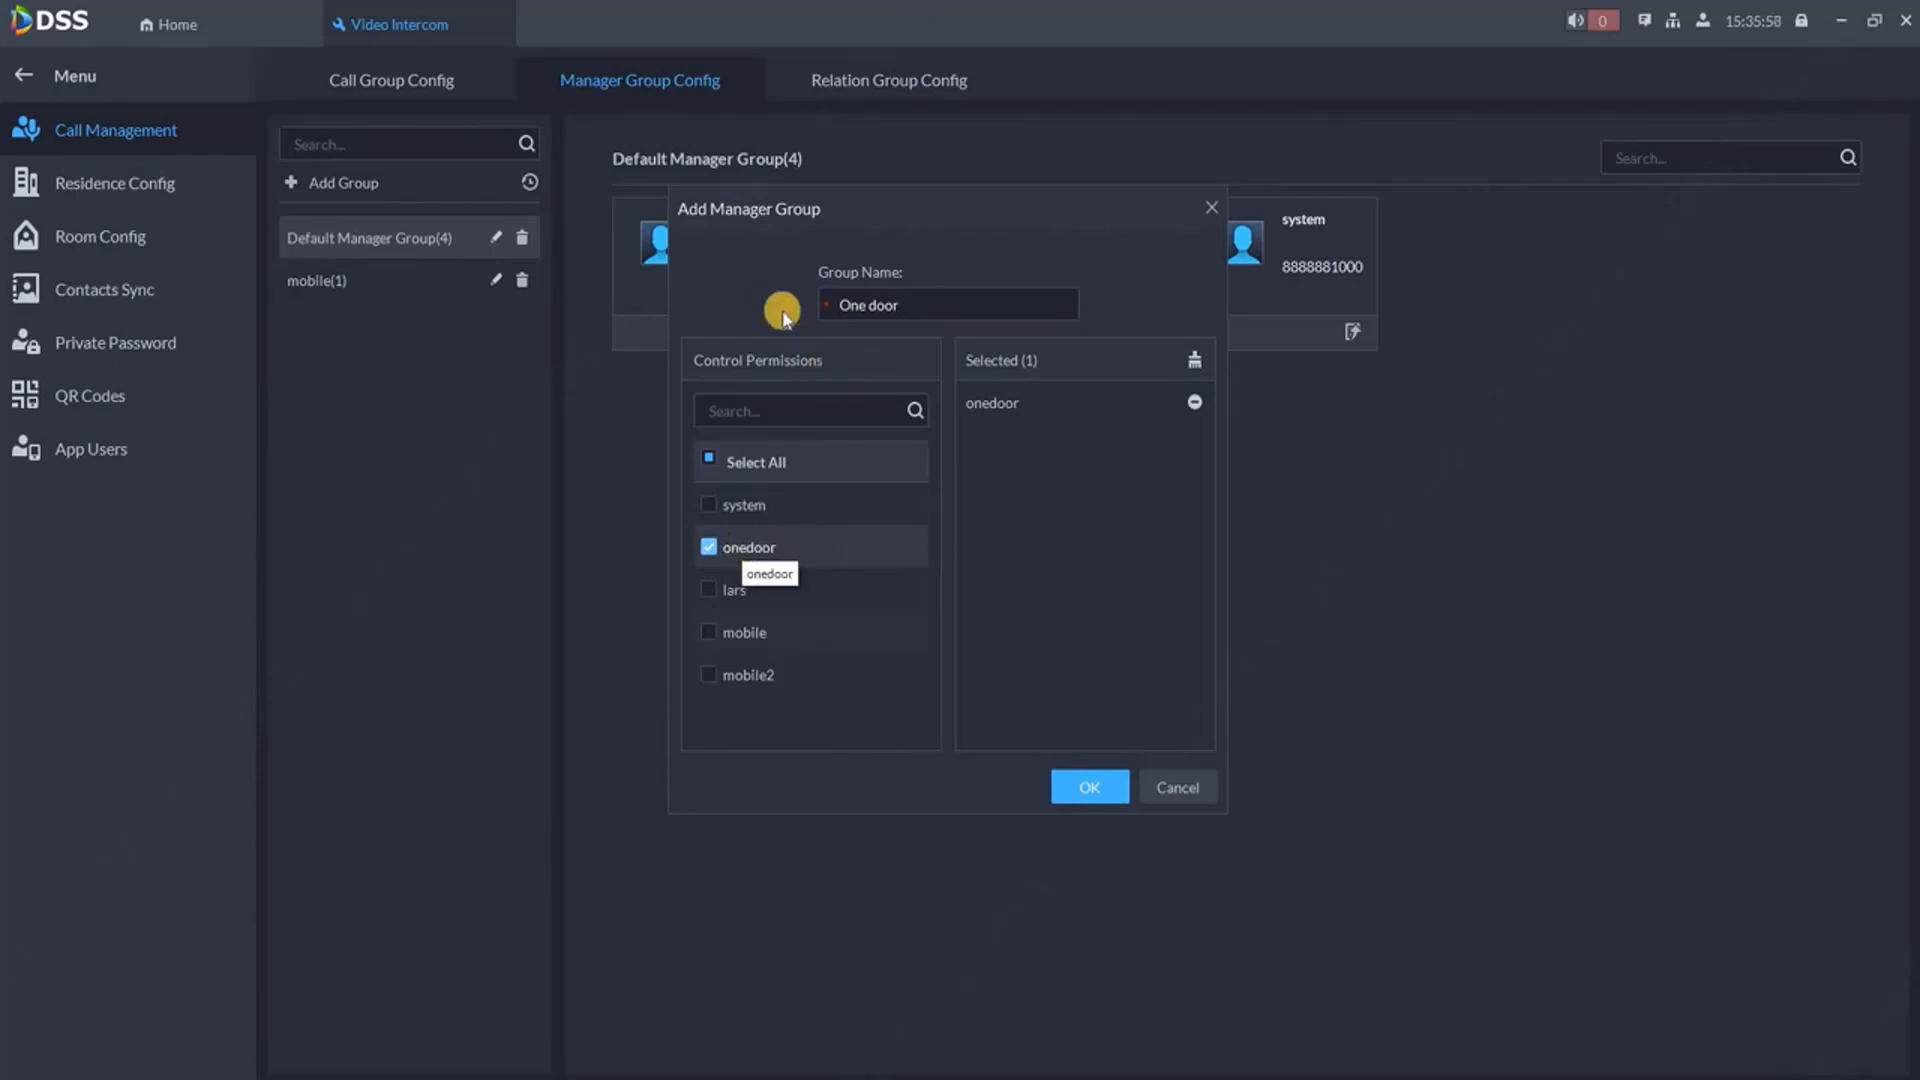 DSS
Home
Video Intercom
0
15:35:58
Menu
Call Group Config
Manager Group Config
Relation Group Config
Call Management
Residence Config
Room Config
Contacts Sync
Private Password
QR Codes
App Users
Search...
Add Group
Default Manager Group(4)
mobile(1)
Default Manager Group(4)
Search...
system
8888881000
Add Manager Group
Group Name:
* One door
Control Permissions
Search...
Select All
system
onedoor
onedoor
lars
mobile
mobile2
Selected (1)
onedoor
OK
Cancel